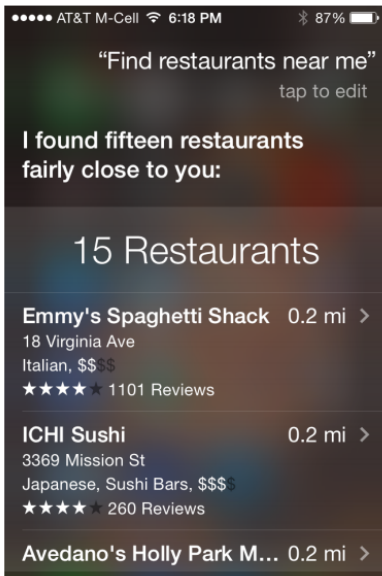 AT&T M-Cell 6:18 PM 87%
“Find restaurants near me”
tap to edit
I found fifteen restaurants
fairly close to you:
15 Restaurants
Emmy's Spaghetti Shack 0.2 mi
18 Virginia Ave
Italian, $$$$
1101 Reviews
ICHI Sushi 0.2 mi
3369 Mission St
Japanese, Sushi Bars, $$$$
260 Reviews
Avedano's Holly Park M... 0.2 mi